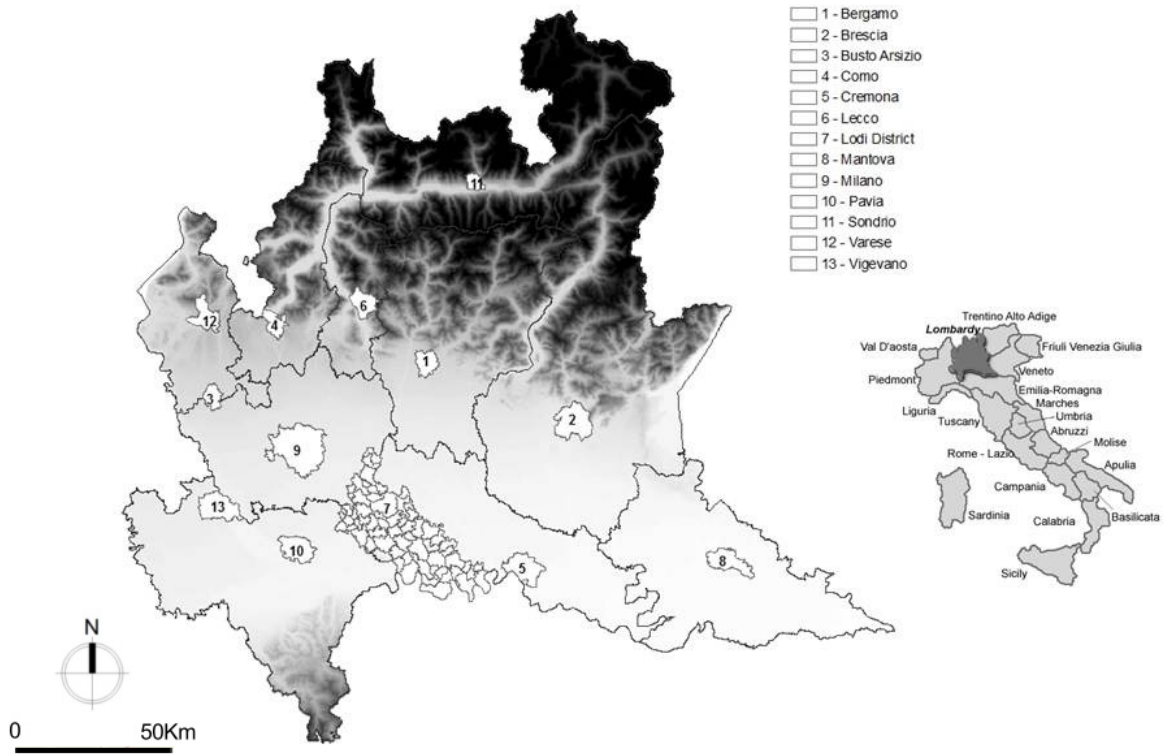 1 - Bergamo
2 - Brescia
3 - Busto Arsizio
4 - Como
5 - Cremona
6 - Lecco
7 - Lodi District
8 - Mantova
9 - Milano
10 - Pavia
11 - Sondrio
12 - Varese
13 - Vigevano
11
6
12
4
1
3
2
9
7
13
10
5
8
Trentino Alto Adige
Lombardy
Val D'aosta
Friuli Venezia Giulia
Veneto
Piedmont
Emilia-Romagna
Liguria
Marches
Tuscany
Umbria
Abruzzi
Molise
Rome - Lazio
Apulia
Campania
Sardinia
Calabria
Basilicata
Sicily
N
0 50Km